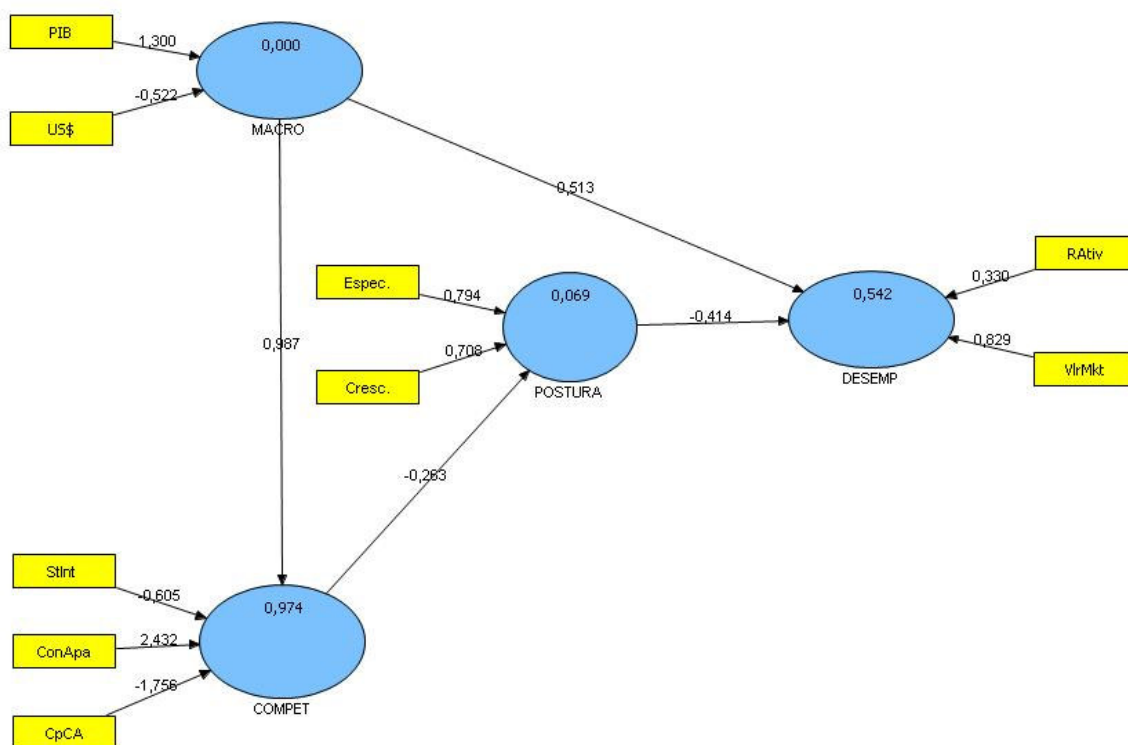 PIB
1,300
0,000
-0,522
US$
MACRO
0,513
RAtiv
Espec.
0,794
0,069
0,542
0,330
0,987
-0,414
0,708
0,829
Cresc.
POSTURA
DESEMP
VlrMkt
-0,263
StInt
-0,605
0,974
ConApa
2,432
-1,756
COMPET
CpCA